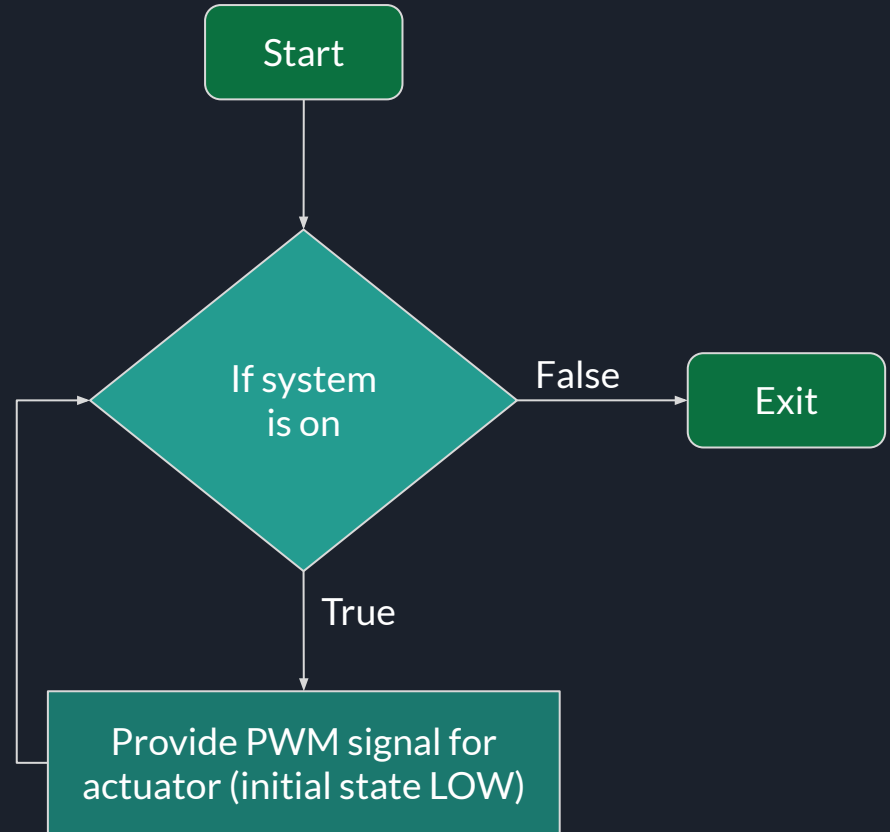 Start
If system
is on
False
Exit
True
Provide PWM signal for
actuator (initial state LOW)